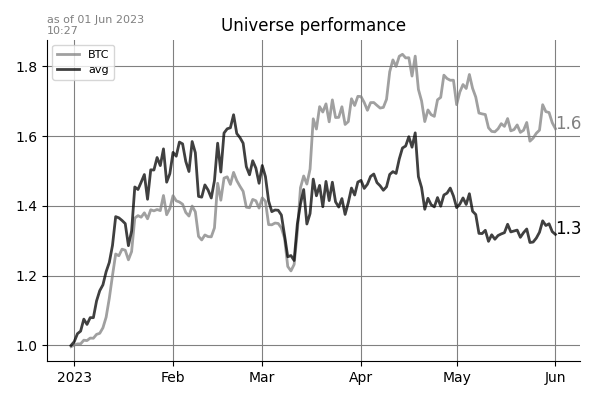 as of 01 Jun 2023
10:27
Universe performance
BTC
avg
1.8
1.6
1.4
1.2
1.0
1.6
1.3
2023
Feb
Mar
Apr
May
Jun